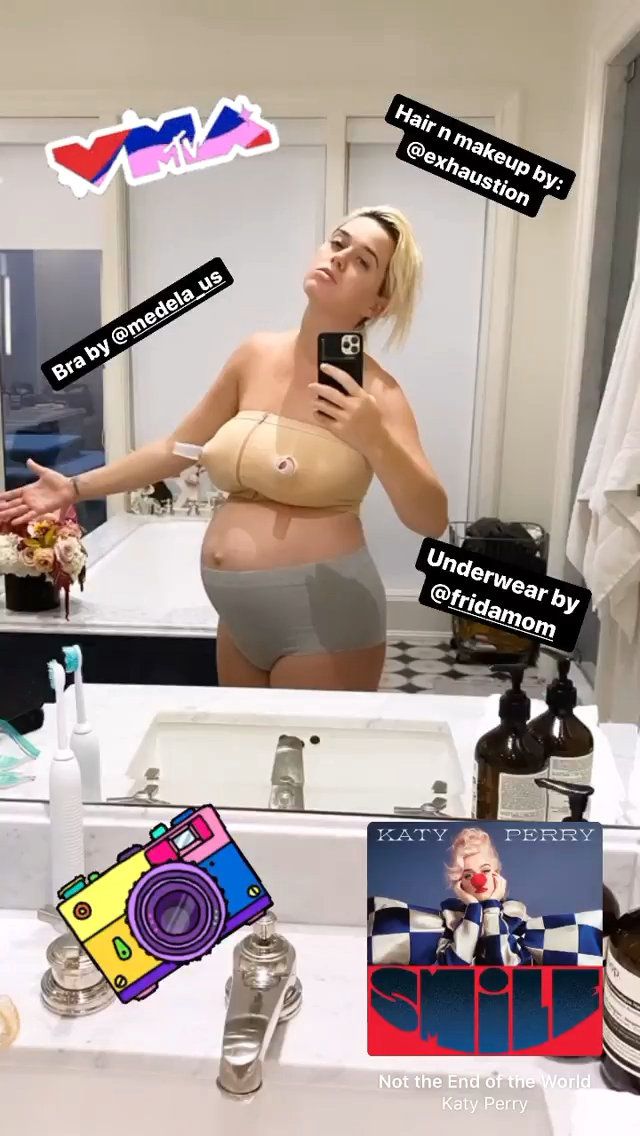 VMA
MTV
Hair n makeup by:
@exhaustion
Bra by @medela_us
Underwear by
@fridamom
KATY PERRY
SMILE
Not the End of the World
Katy Perry